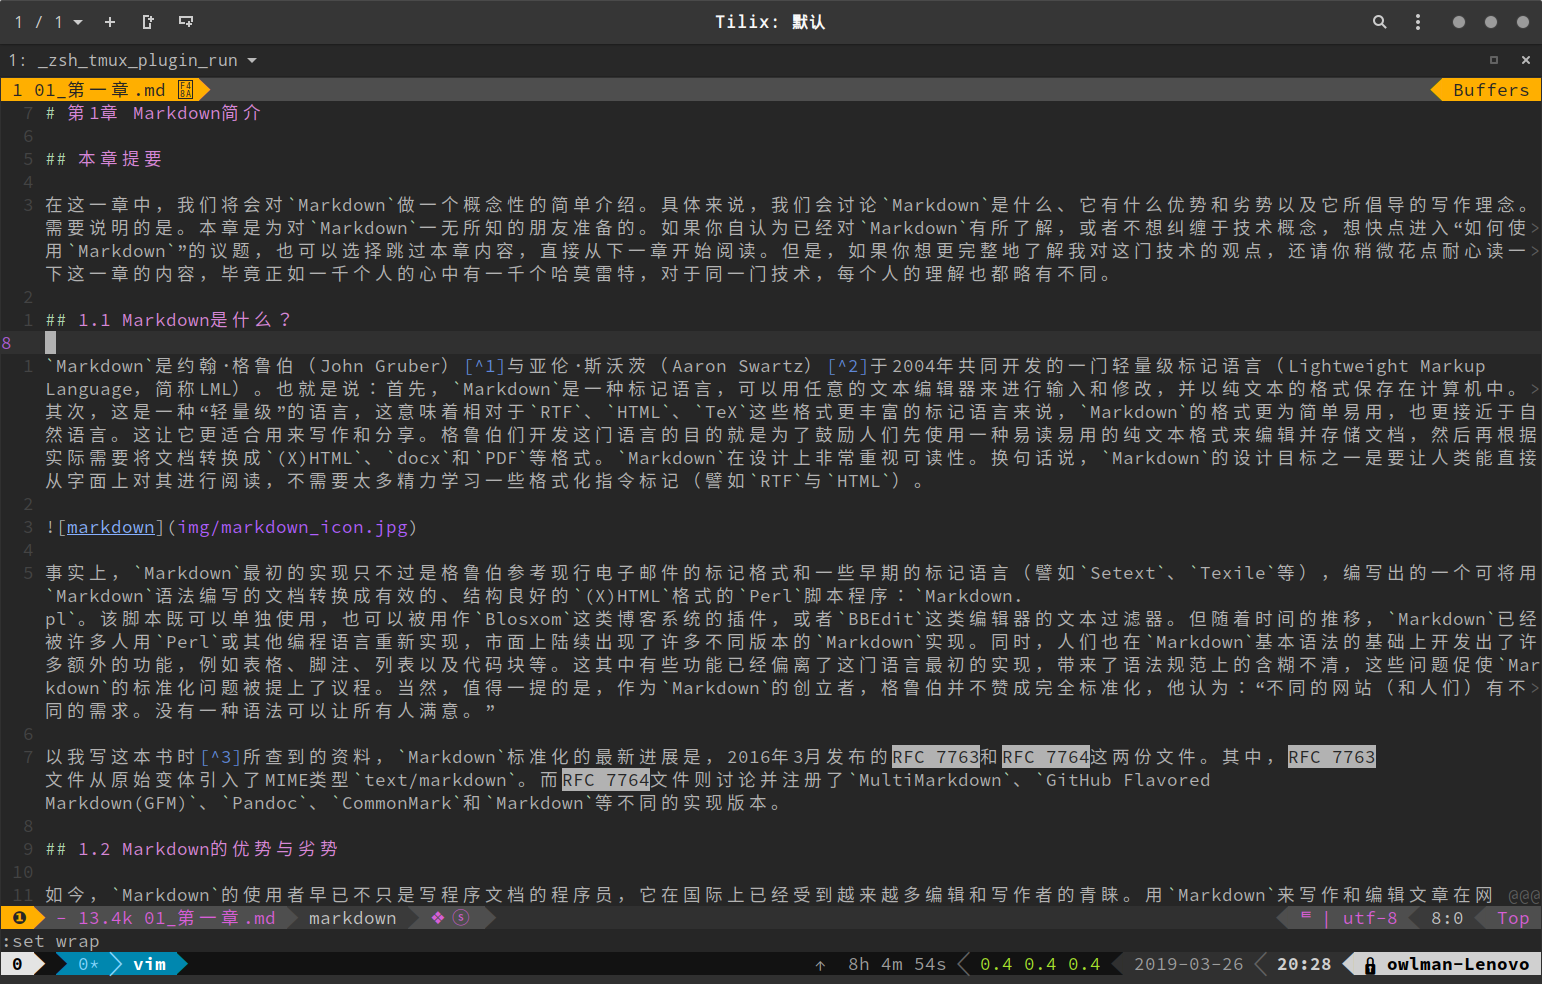 1 / 1
Tilix: 默认
1: _zsh_tmux_plugin_run
1 01_第一章.md
Buffers
7 # 第1章 Markdown简介
6
5 ## 本章提要
4
3 在这一章中，我们将会对`Markdown`做一个概念性的简单介绍。具体来说，我们会讨论`Markdown`是什么、它有什么优势和劣势以及它所倡导的写作理念。
需要说明的是。本章是为对`Markdown`一无所知的朋友准备的。如果你自认为已经对`Markdown`有所了解，或者不想纠缠于技术概念，想快点进入“如何使>
用`Markdown`”的议题，也可以选择跳过本章内容，直接从下一章开始阅读。但是，如果你想更完整地了解我对这门技术的观点，还请你稍微花点耐心读一>
下这一章的内容，毕竟正如一千个人的心中有一千个哈莫雷特，对于同一门技术，每个人的理解也都略有不同。
2
1 ## 1.1 Markdown是什么？
8
1 `Markdown`是约翰·格鲁伯（John Gruber）[^1]与亚伦·斯沃茨（Aaron Swartz）[^2]于2004年共同开发的一门轻量级标记语言（Lightweight Markup
Language，简称LML）。也就是说：首先，`Markdown`是一种标记语言，可以用任意的文本编辑器来进行输入和修改，并以纯文本的格式保存在计算机中。>
其次，这是一种“轻量级”的语言，这意味着相对于`RTF`、`HTML`、`TeX`这些格式更丰富的标记语言来说，`Markdown`的格式更为简单易用，也更接近于自
然语言。这让它更适合用来写作和分享。格鲁伯们开发这门语言的目的就是为了鼓励人们先使用一种易读易用的纯文本格式来编辑并存储文档，然后再根据
实际需要将文档转换成`(X)HTML`、`docx`和`PDF`等格式。`Markdown`在设计上非常重视可读性。换句话说，`Markdown`的设计目标之一是要让人类能直接
从字面上对其进行阅读，不需要太多精力学习一些格式化指令标记（譬如`RTF`与`HTML`）。
2
3 ![markdown](img/markdown_icon.jpg)
4
5 事实上，`Markdown`最初的实现只不过是格鲁伯参考现行电子邮件的标记格式和一些早期的标记语言（譬如`Setext`、`Texile`等），编写出的一个可将用
`Markdown`语法编写的文档转换成有效的、结构良好的`(X)HTML`格式的`Perl`脚本程序：`Markdown.
pl`。该脚本既可以单独使用，也可以被用作`Blosxom`这类博客系统的插件，或者`BBEdit`这类编辑器的文本过滤器。但随着时间的推移，`Markdown`已经
被许多人用`Perl`或其他编程语言重新实现，市面上陆续出现了许多不同版本的`Markdown`实现。同时，人们也在`Markdown`基本语法的基础上开发出了许
多额外的功能，例如表格、脚注、列表以及代码块等。这其中有些功能已经偏离了这门语言最初的实现，带来了语法规范上的含糊不清，这些问题促使`Mar
kdown`的标准化问题被提上了议程。当然，值得一提的是，作为`Markdown`的创立者，格鲁伯并不赞成完全标准化，他认为：“不同的网站（和人们）有不>
同的需求。没有一种语法可以让所有人满意。”
6
7 以我写这本书时[^3]所查到的资料，`Markdown`标准化的最新进展是，2016年3月发布的RFC 7763和RFC 7764这两份文件。其中，RFC 7763
文件从原始变体引入了MIME类型`text/markdown`。而RFC 7764文件则讨论并注册了`MultiMarkdown`、`GitHub Flavored
Markdown(GFM)`、`Pandoc`、`CommonMark`和`Markdown`等不同的实现版本。
8
9 ## 1.2 Markdown的优势与劣势
10
11 如今，`Markdown`的使用者早已不只是写程序文档的程序员，它在国际上已经受到越来越多编辑和写作者的青睐。用`Markdown`来写作和编辑文章在网 @@@
❶ - 13.4k 01_第一章.md markdown ❖ ⓢ | utf-8 8:0 Top
:set wrap
0 0* vim ↑ 8h 4m 54s 0.4 0.4 0.4 2019-03-26 20:28 owlman-Lenovo